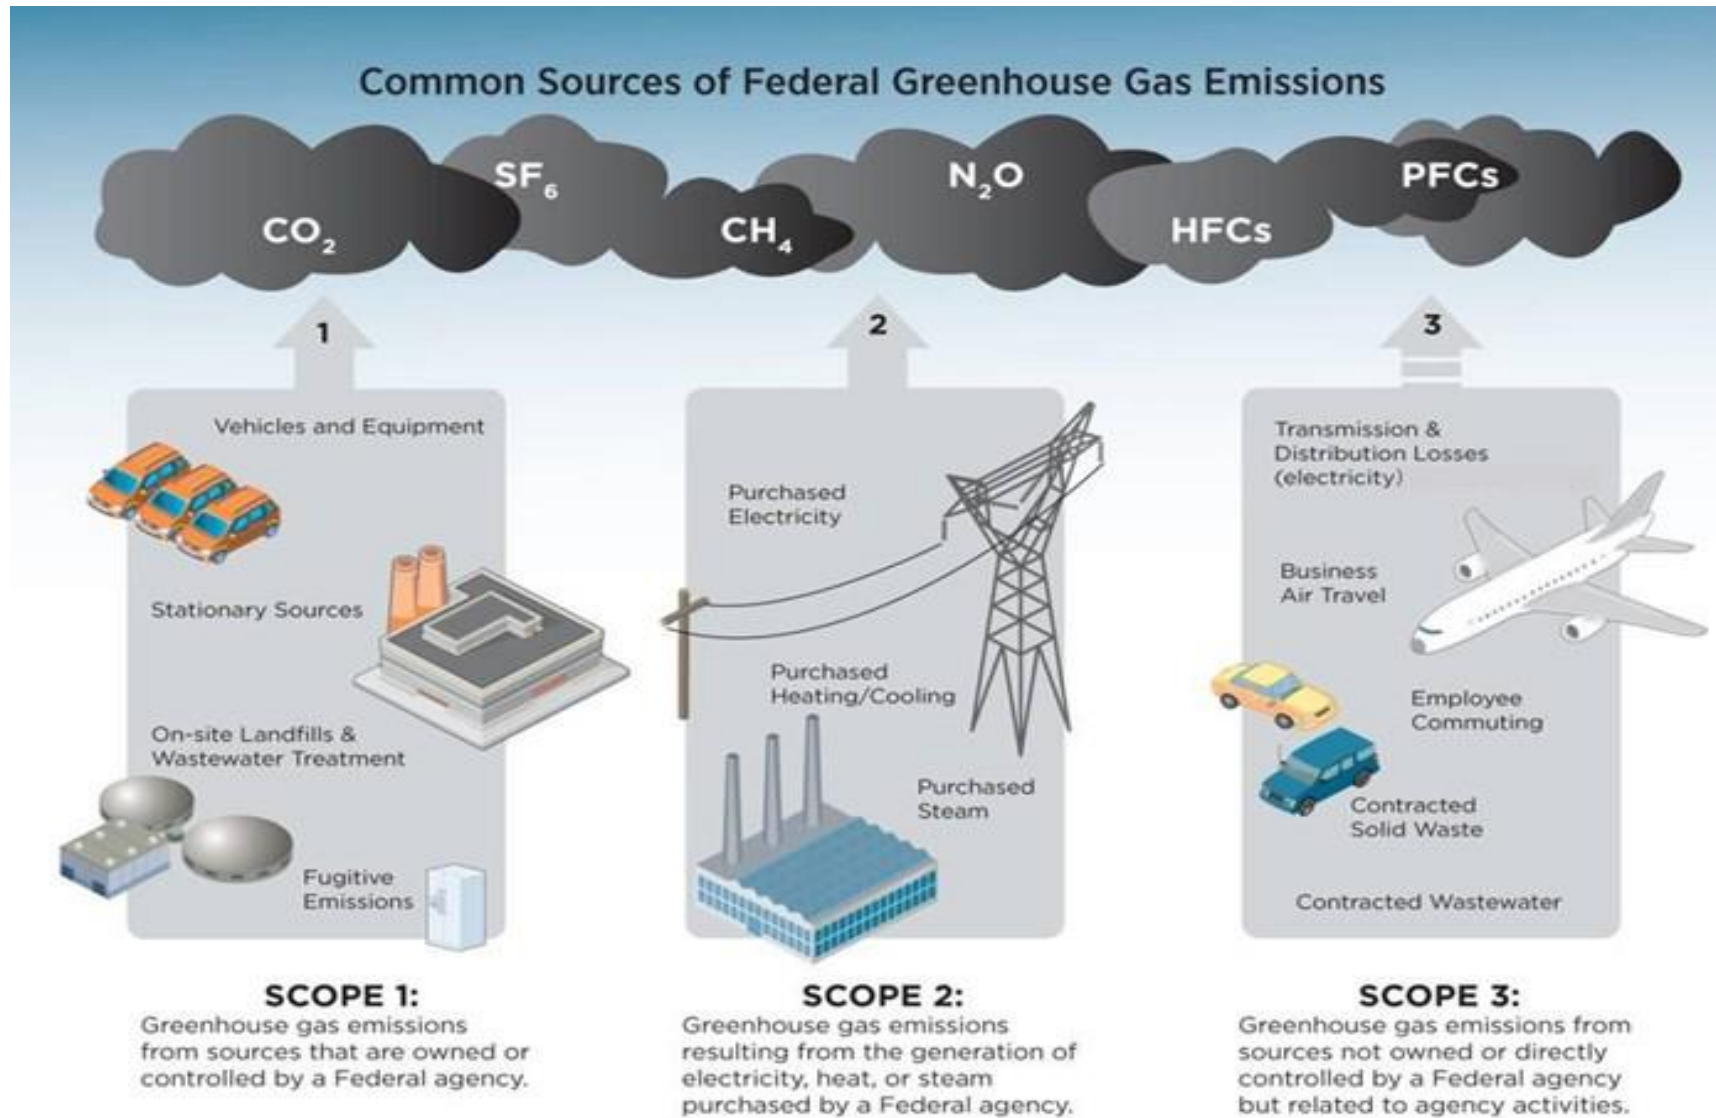 Common Sources of Federal Greenhouse Gas Emissions
CO₂
SF₆
CH₄
N₂O
HFCs
PFCs
1
Vehicles and Equipment
Stationary Sources
On-site Landfills &
Wastewater Treatment
Fugitive
Emissions
SCOPE 1:
Greenhouse gas emissions
from sources that are owned or
controlled by a Federal agency.
2
Purchased
Electricity
Purchased
Heating/Cooling
Purchased
Steam
SCOPE 2:
Greenhouse gas emissions
resulting from the generation of
electricity, heat, or steam
purchased by a Federal agency.
3
Transmission &
Distribution Losses
(electricity)
Business
Air Travel
Employee
Commuting
Contracted
Solid Waste
Contracted Wastewater
SCOPE 3:
Greenhouse gas emissions from
sources not owned or directly
controlled by a Federal agency
but related to agency activities.